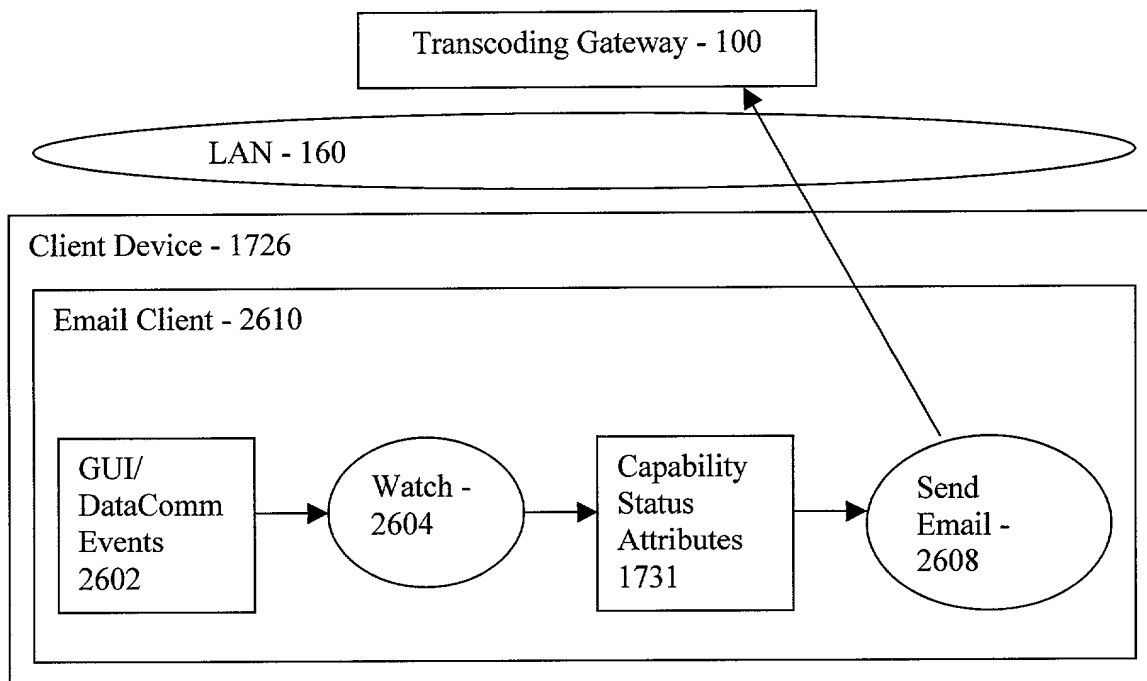 Transcoding Gateway - 100
LAN - 160
Client Device - 1726
Email Client - 2610
GUI/
DataComm
Events
2602
Watch -
2604
Capability
Status
Attributes
1731
Send
Email -
2608